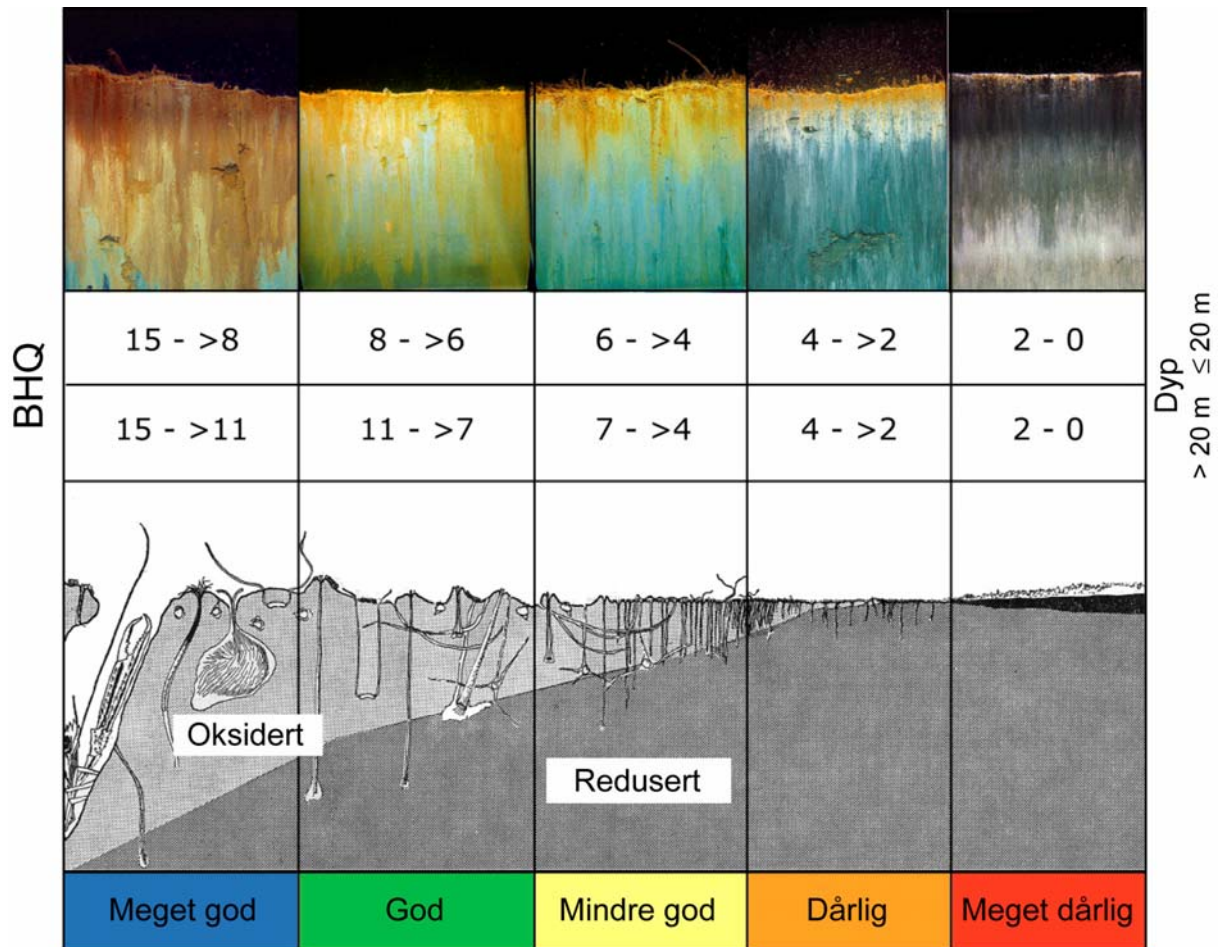 BHQ
15 - >8 8 - >6 6 - >4 4 - >2 2 - 0
15 - >11 11 - >7 7 - >4 4 - >2 2 - 0
Dyp
> 20 m ≤ 20 m
Oksidert
Redusert
Meget god God Mindre god Dårlig Meget dårlig